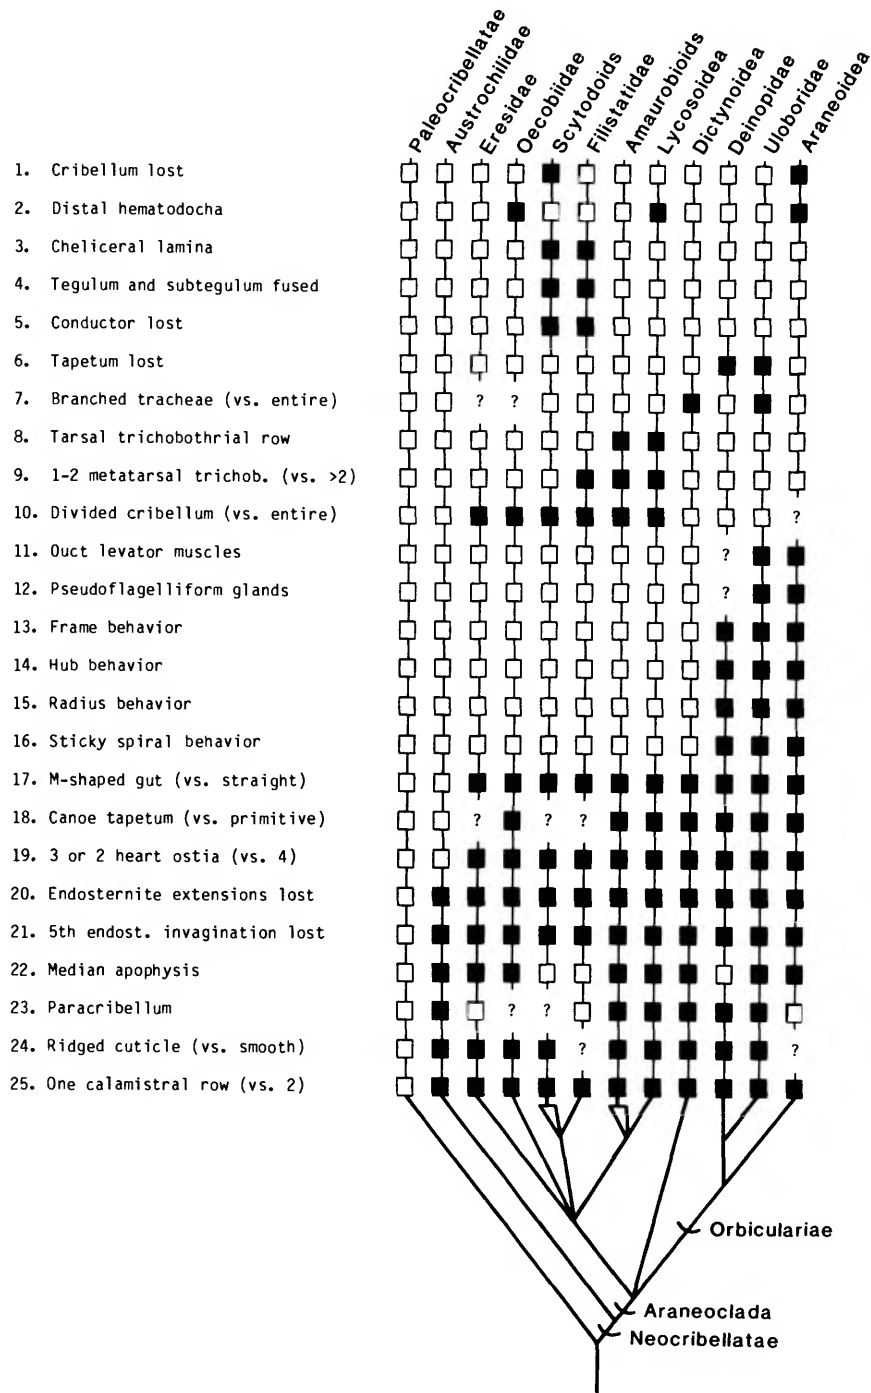 Paleocribellatae
Austrochilidae
Eresidae
Oecobiidae
Scytodoids
Filistatidae
Amaurobioids
Lycosoidea
Dictynoidea
Deinopidae
Uloboridae
Araneoidea
1. Cribellum lost
2. Distal hematodocha
3. Cheliceral lamina
4. Tegulum and subtegulum fused
5. Conductor lost
6. Tapetum lost
7. Branched tracheae (vs. entire) ? ?
8. Tarsal trichobothrial row
9. 1-2 metatarsal trichob. (vs. >2)
10. Divided cribellum (vs. entire) ?
11. Ouct levator muscles ?
12. Pseudoflagelliform glands ?
13. Frame behavior
14. Hub behavior
15. Radius behavior
16. Sticky spiral behavior
17. M-shaped gut (vs. straight)
18. Canoe tapetum (vs. primitive) ? ? ?
19. 3 or 2 heart ostia (vs. 4)
20. Endosternite extensions lost
21. 5th endost. invagination lost
22. Median apophysis
23. Paracribellum ? ?
24. Ridged cuticle (vs. smooth) ? ?
25. One calamistral row (vs. 2)
Orbiculariae
Araneoclada
Neocribellatae